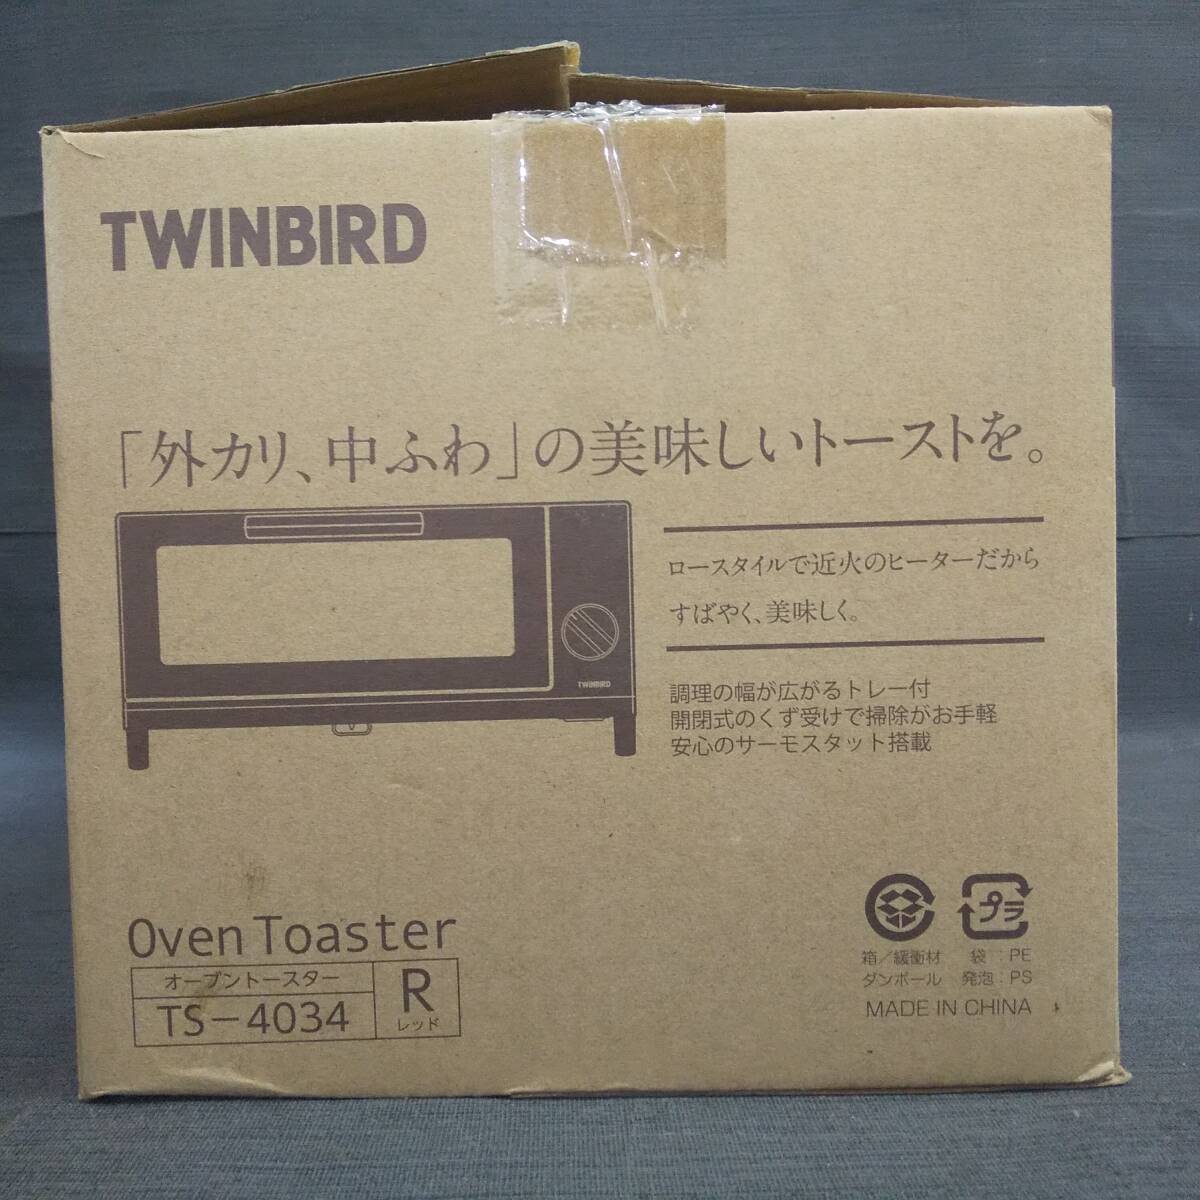 TWINBIRD
「外カリ、中ふわ」の美味しいトーストを。
ロースタイルで近火のヒーターだから
すばやく、美味しく。
TWINBIRD
調理の幅が広がるトレー付
開閉式のくず受けで掃除がお手軽
安心のサーモスタット搭載
Oven Toaster
オーブントースター
TS-4034
R
レッド
プラ
箱/緩衝材 袋:PE
ダンボール 発泡:PS
MADE IN CHINA